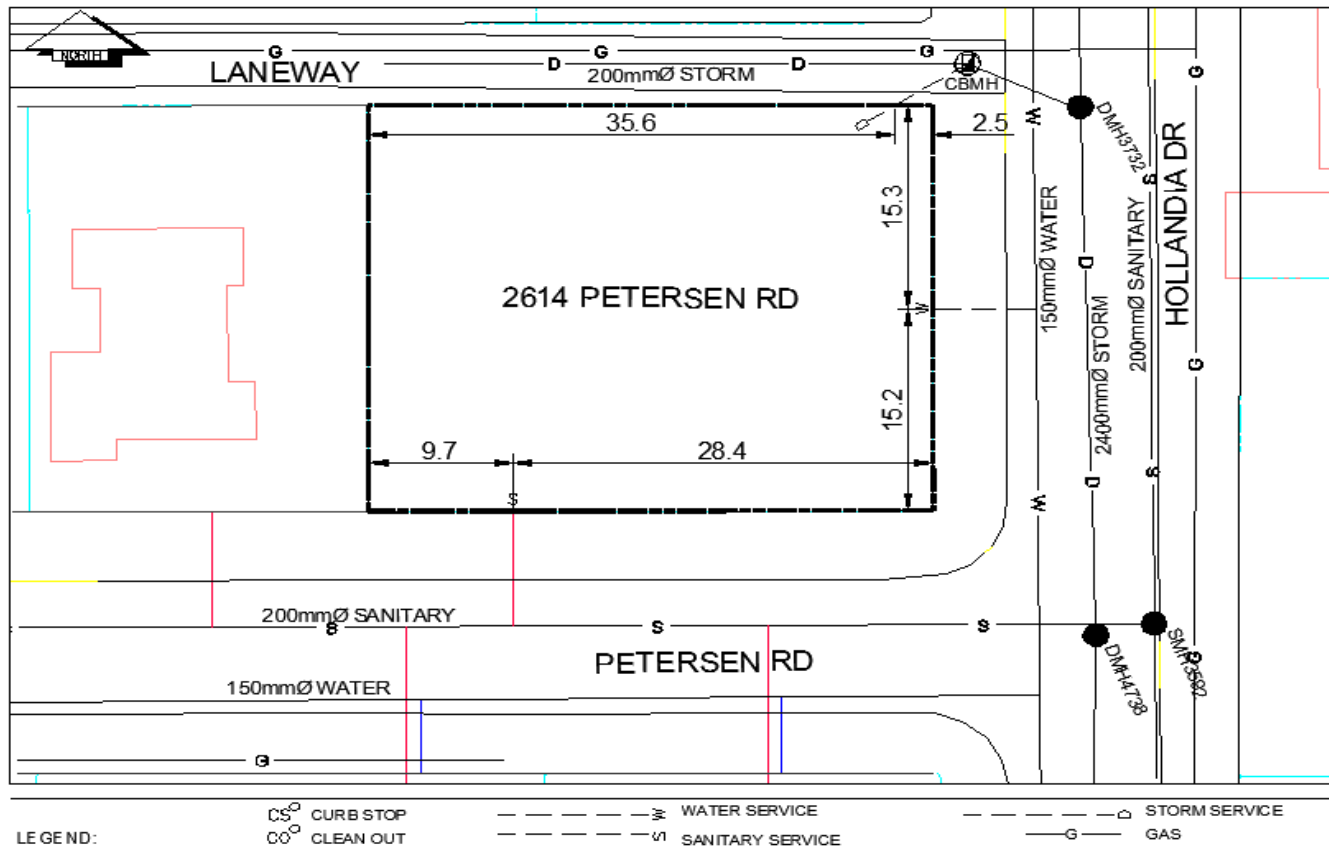 NORTH
LANEWAY
G
G
G
D
D
200mmØ STORM
CBMH
35.6
2.5
W
DMH3732
G
HOLLANDIA DR
S
15.3
150mmØ WATER
200mmØ SANITARY
D
2400mmØ STORM
2614 PETERSEN RD
W
G
15.2
9.7
28.4
S
W
D
S
200mmØ SANITARY
S
S
S
PETERSEN RD
DMH4738
SMH3592
G
150mmØ WATER
G
LEGEND:
CS CURB STOP
CO CLEAN OUT
W WATER SERVICE
S SANITARY SERVICE
D STORM SERVICE
G GAS